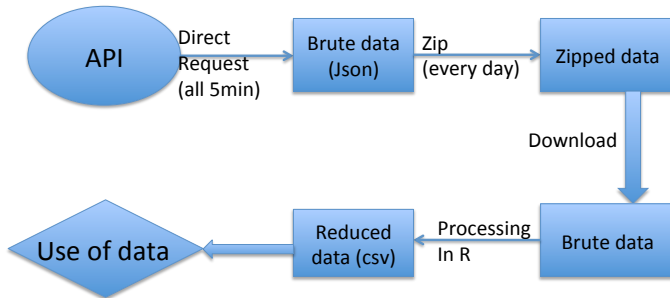 API
Direct
Request
(all 5min)
Brute data
(Json)
Zip
(every day)
Zipped data
Download
Brute data
Processing
In R
Reduced
data (csv)
Use of data